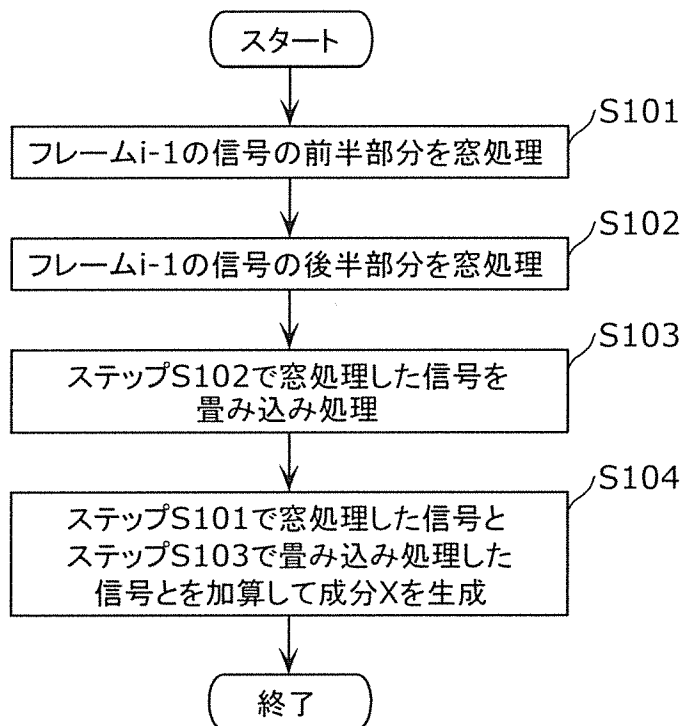 スタート
S101
フレームi-1の信号の前半部分を窓処理
S102
フレームi-1の信号の後半部分を窓処理
S103
ステップS102で窓処理した信号を
畳み込み処理
S104
ステップS101で窓処理した信号と
ステップS103で畳み込み処理した
信号とを加算して成分Xを生成
終了